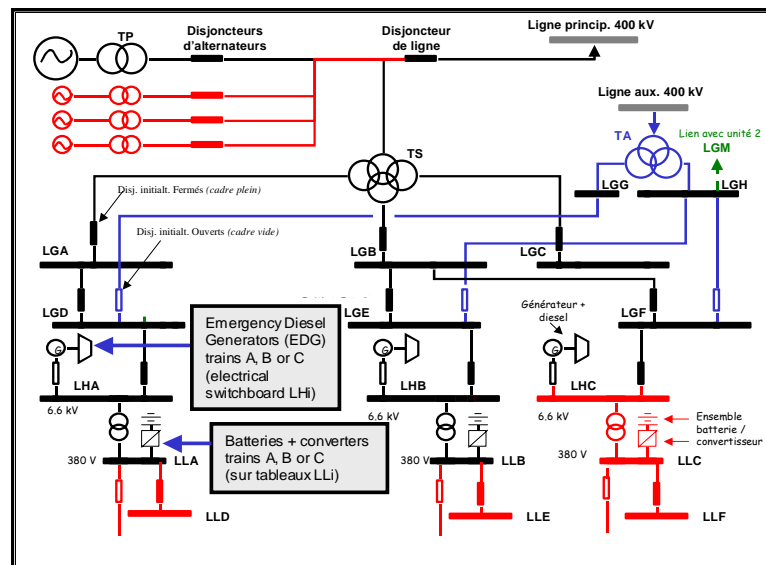 TP
Disjoncteurs
d'alternateurs
Disjoncteur
de ligne
Ligne princip. 400 kV
Ligne aux. 400 kV
TA
Lien avec unité 2
LGM
TS
LGG
LGH
Disj. initialt. Fermés (cadre plein)
Disj. initialt. Ouverts (cadre vide)
LGA
LGB
LGC
LGD
LGE
LGF
Générateur +
diesel
Emergency Diesel
Generators (EDG)
trains A, B or C
(electrical
switchboard LHi)
G
G
G
LHA
LHB
LHC
6.6 kV
6.6 kV
6.6 kV
Ensemble
batterie /
convertisseur
Batteries + converters
trains A, B or C
(sur tableaux LLi)
380 V
LLA
380 V
LLB
380 V
LLC
LLD
LLE
LLF